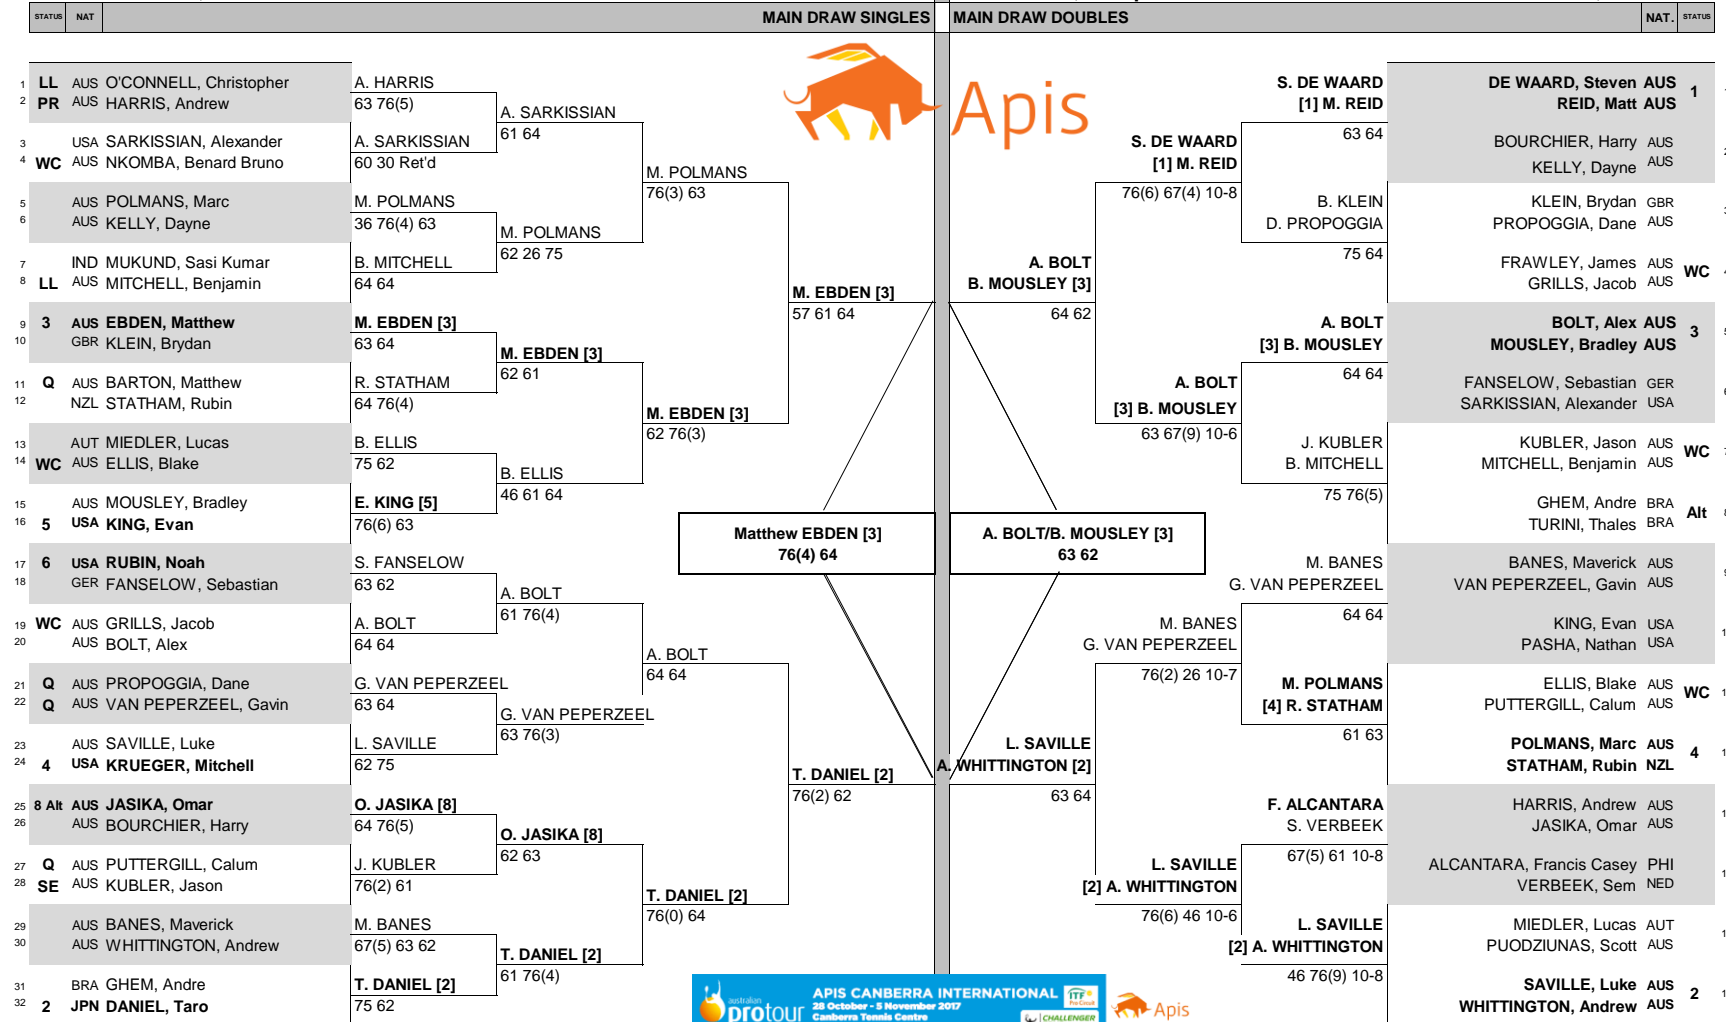 STATUS NAT MAIN DRAW SINGLES MAIN DRAW DOUBLES NAT. STATUS
Apis
1 LL AUS O'CONNELL, Christopher
2 PR AUS HARRIS, Andrew
3 USA SARKISSIAN, Alexander
4 WC AUS NKOMBA, Benard Bruno
5 AUS POLMANS, Marc
6 AUS KELLY, Dayne
7 IND MUKUND, Sasi Kumar
8 LL AUS MITCHELL, Benjamin
9 3 AUS EBDEN, Matthew
10 GBR KLEIN, Brydan
11 Q AUS BARTON, Matthew
12 NZL STATHAM, Rubin
13 AUT MIEDLER, Lucas
14 WC AUS ELLIS, Blake
15 AUS MOUSLEY, Bradley
16 5 USA KING, Evan
17 6 USA RUBIN, Noah
18 GER FANSELOW, Sebastian
19 WC AUS GRILLS, Jacob
20 AUS BOLT, Alex
21 Q AUS PROPOGGIA, Dane
22 Q AUS VAN PEPERZEEL, Gavin
23 AUS SAVILLE, Luke
24 4 USA KRUEGER, Mitchell
25 8 Alt AUS JASIKA, Omar
26 AUS BOURCHIER, Harry
27 Q AUS PUTTERGILL, Calum
28 SE AUS KUBLER, Jason
29 AUS BANES, Maverick
30 AUS WHITTINGTON, Andrew
31 BRA GHEM, Andre
32 2 JPN DANIEL, Taro
A. HARRIS
63 76(5)
A. SARKISSIAN
60 30 Ret'd
M. POLMANS
36 76(4) 63
B. MITCHELL
64 64
M. EBDEN [3]
63 64
R. STATHAM
64 76(4)
B. ELLIS
75 62
E. KING [5]
76(6) 63
S. FANSELOW
63 62
A. BOLT
64 64
G. VAN PEPERZEEL
63 64
L. SAVILLE
62 75
O. JASIKA [8]
64 76(5)
J. KUBLER
76(2) 61
M. BANES
67(5) 63 62
T. DANIEL [2]
75 62
A. SARKISSIAN
61 64
M. POLMANS
62 26 75
M. EBDEN [3]
62 61
B. ELLIS
46 61 64
A. BOLT
61 76(4)
G. VAN PEPERZEEL
63 76(3)
O. JASIKA [8]
62 63
T. DANIEL [2]
61 76(4)
M. POLMANS
76(3) 63
M. EBDEN [3]
62 76(3)
A. BOLT
64 64
T. DANIEL [2]
76(0) 64
M. EBDEN [3]
57 61 64
T. DANIEL [2]
76(2) 62
Matthew EBDEN [3]
76(4) 64
A. BOLT/B. MOUSLEY [3]
63 62
A. BOLT
B. MOUSLEY [3]
64 62
L. SAVILLE
A. WHITTINGTON [2]
63 64
S. DE WAARD
[1] M. REID
76(6) 67(4) 10-8
A. BOLT
[3] B. MOUSLEY
63 67(9) 10-6
M. BANES
G. VAN PEPERZEEL
76(2) 26 10-7
L. SAVILLE
[2] A. WHITTINGTON
76(6) 46 10-6
S. DE WAARD
[1] M. REID
63 64
B. KLEIN
D. PROPOGGIA
75 64
A. BOLT
[3] B. MOUSLEY
64 64
J. KUBLER
B. MITCHELL
75 76(5)
M. BANES
G. VAN PEPERZEEL
64 64
M. POLMANS
[4] R. STATHAM
61 63
F. ALCANTARA
S. VERBEEK
67(5) 61 10-8
L. SAVILLE
[2] A. WHITTINGTON
46 76(9) 10-8
DE WAARD, Steven AUS 1
REID, Matt AUS
BOURCHIER, Harry AUS
KELLY, Dayne AUS
KLEIN, Brydan GBR
PROPOGGIA, Dane AUS
FRAWLEY, James AUS WC
GRILLS, Jacob AUS
BOLT, Alex AUS 3
MOUSLEY, Bradley AUS
FANSELOW, Sebastian GER
SARKISSIAN, Alexander USA
KUBLER, Jason AUS WC
MITCHELL, Benjamin AUS
GHEM, Andre BRA Alt
TURINI, Thales BRA
BANES, Maverick AUS
VAN PEPERZEEL, Gavin AUS
KING, Evan USA
PASHA, Nathan USA
ELLIS, Blake AUS WC
PUTTERGILL, Calum AUS
POLMANS, Marc AUS 4
STATHAM, Rubin NZL
HARRIS, Andrew AUS
JASIKA, Omar AUS
ALCANTARA, Francis Casey PHI
VERBEEK, Sem NED
MIEDLER, Lucas AUT
PUODZIUNAS, Scott AUS
SAVILLE, Luke AUS 2
WHITTINGTON, Andrew AUS
australian
protour
APIS CANBERRA INTERNATIONAL
28 October - 5 November 2017
Canberra Tennis Centre
ITF
Pro Circuit
CHALLENGER
Apis